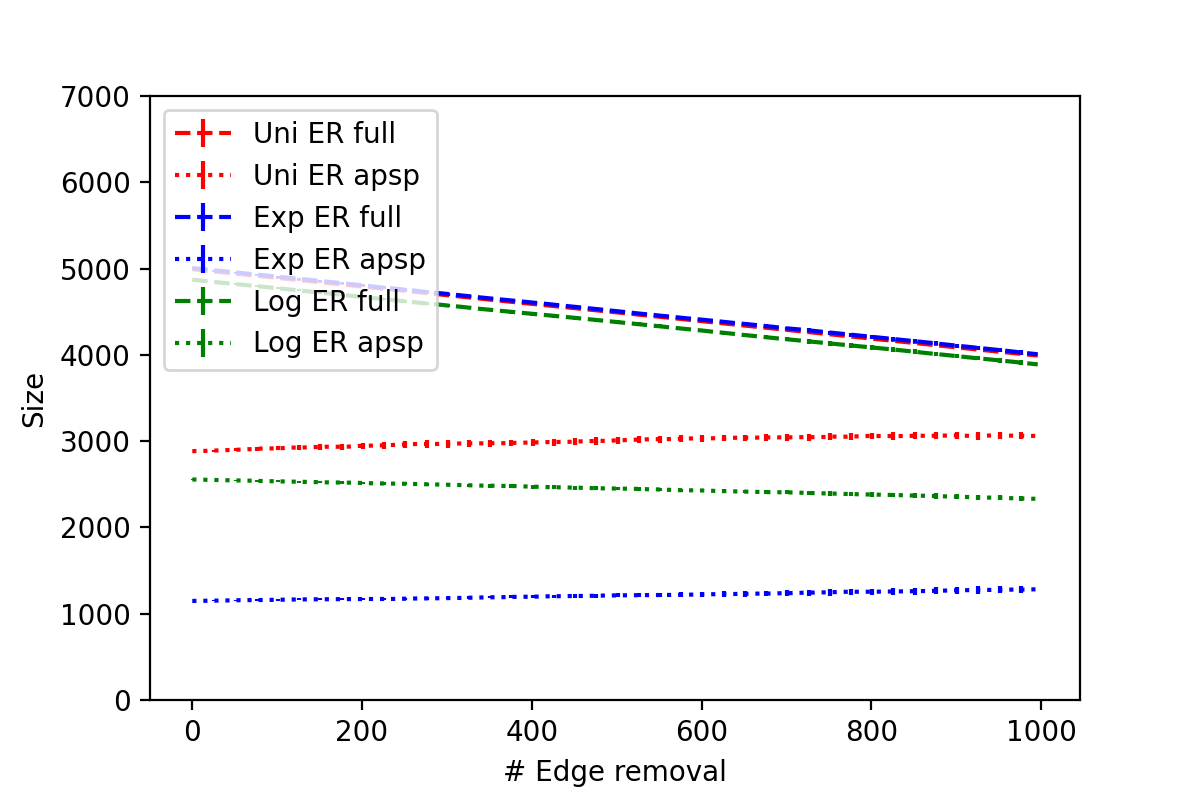 7000
6000
5000
4000
3000
2000
1000
0
Size
Uni ER full
Uni ER apsp
Exp ER full
Exp ER apsp
Log ER full
Log ER apsp
0 200 400 600 800 1000
# Edge removal